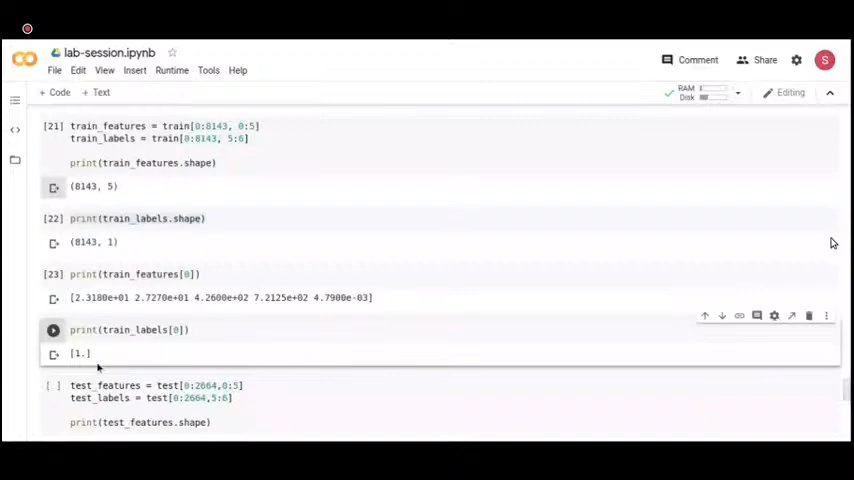 lab-session.ipynb
Comment
Share
S
File Edit View Insert Runtime Tools Help
+ Code + Text
RAM
Disk
Editing
[21] train_features = train[0:8143, 0:5]
train_labels = train[0:8143, 5:6]
print(train_features.shape)
(8143, 5)
[22] print(train_labels.shape)
(8143, 1)
[23] print(train_features[0])
[2.3180e+01 2.7270e+01 4.2600e+02 7.2125e+02 4.7900e-03]
print(train_labels[0])
[1.]
[ ] test_features = test[0:2664,0:5]
test_labels = test[0:2664,5:6]
print(test_features.shape)